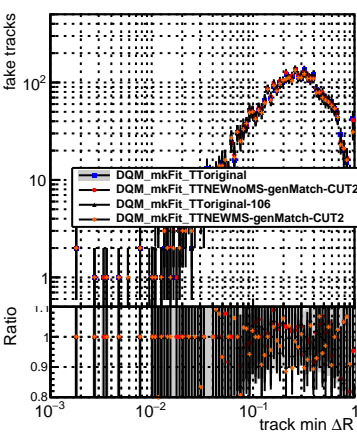 fake tracks
10²
10
1
DQM_mkFit_TToriginal
DQM_mkFit_TTNEWnoMS-genMatch-CUT2
DQM_mkFit_TToriginal-106
DQM_mkFit_TTNEWMS-genMatch-CUT2
Ratio
1.1
1
0.9
0.8
10⁻³
10⁻²
10⁻¹
1
track min ΔR